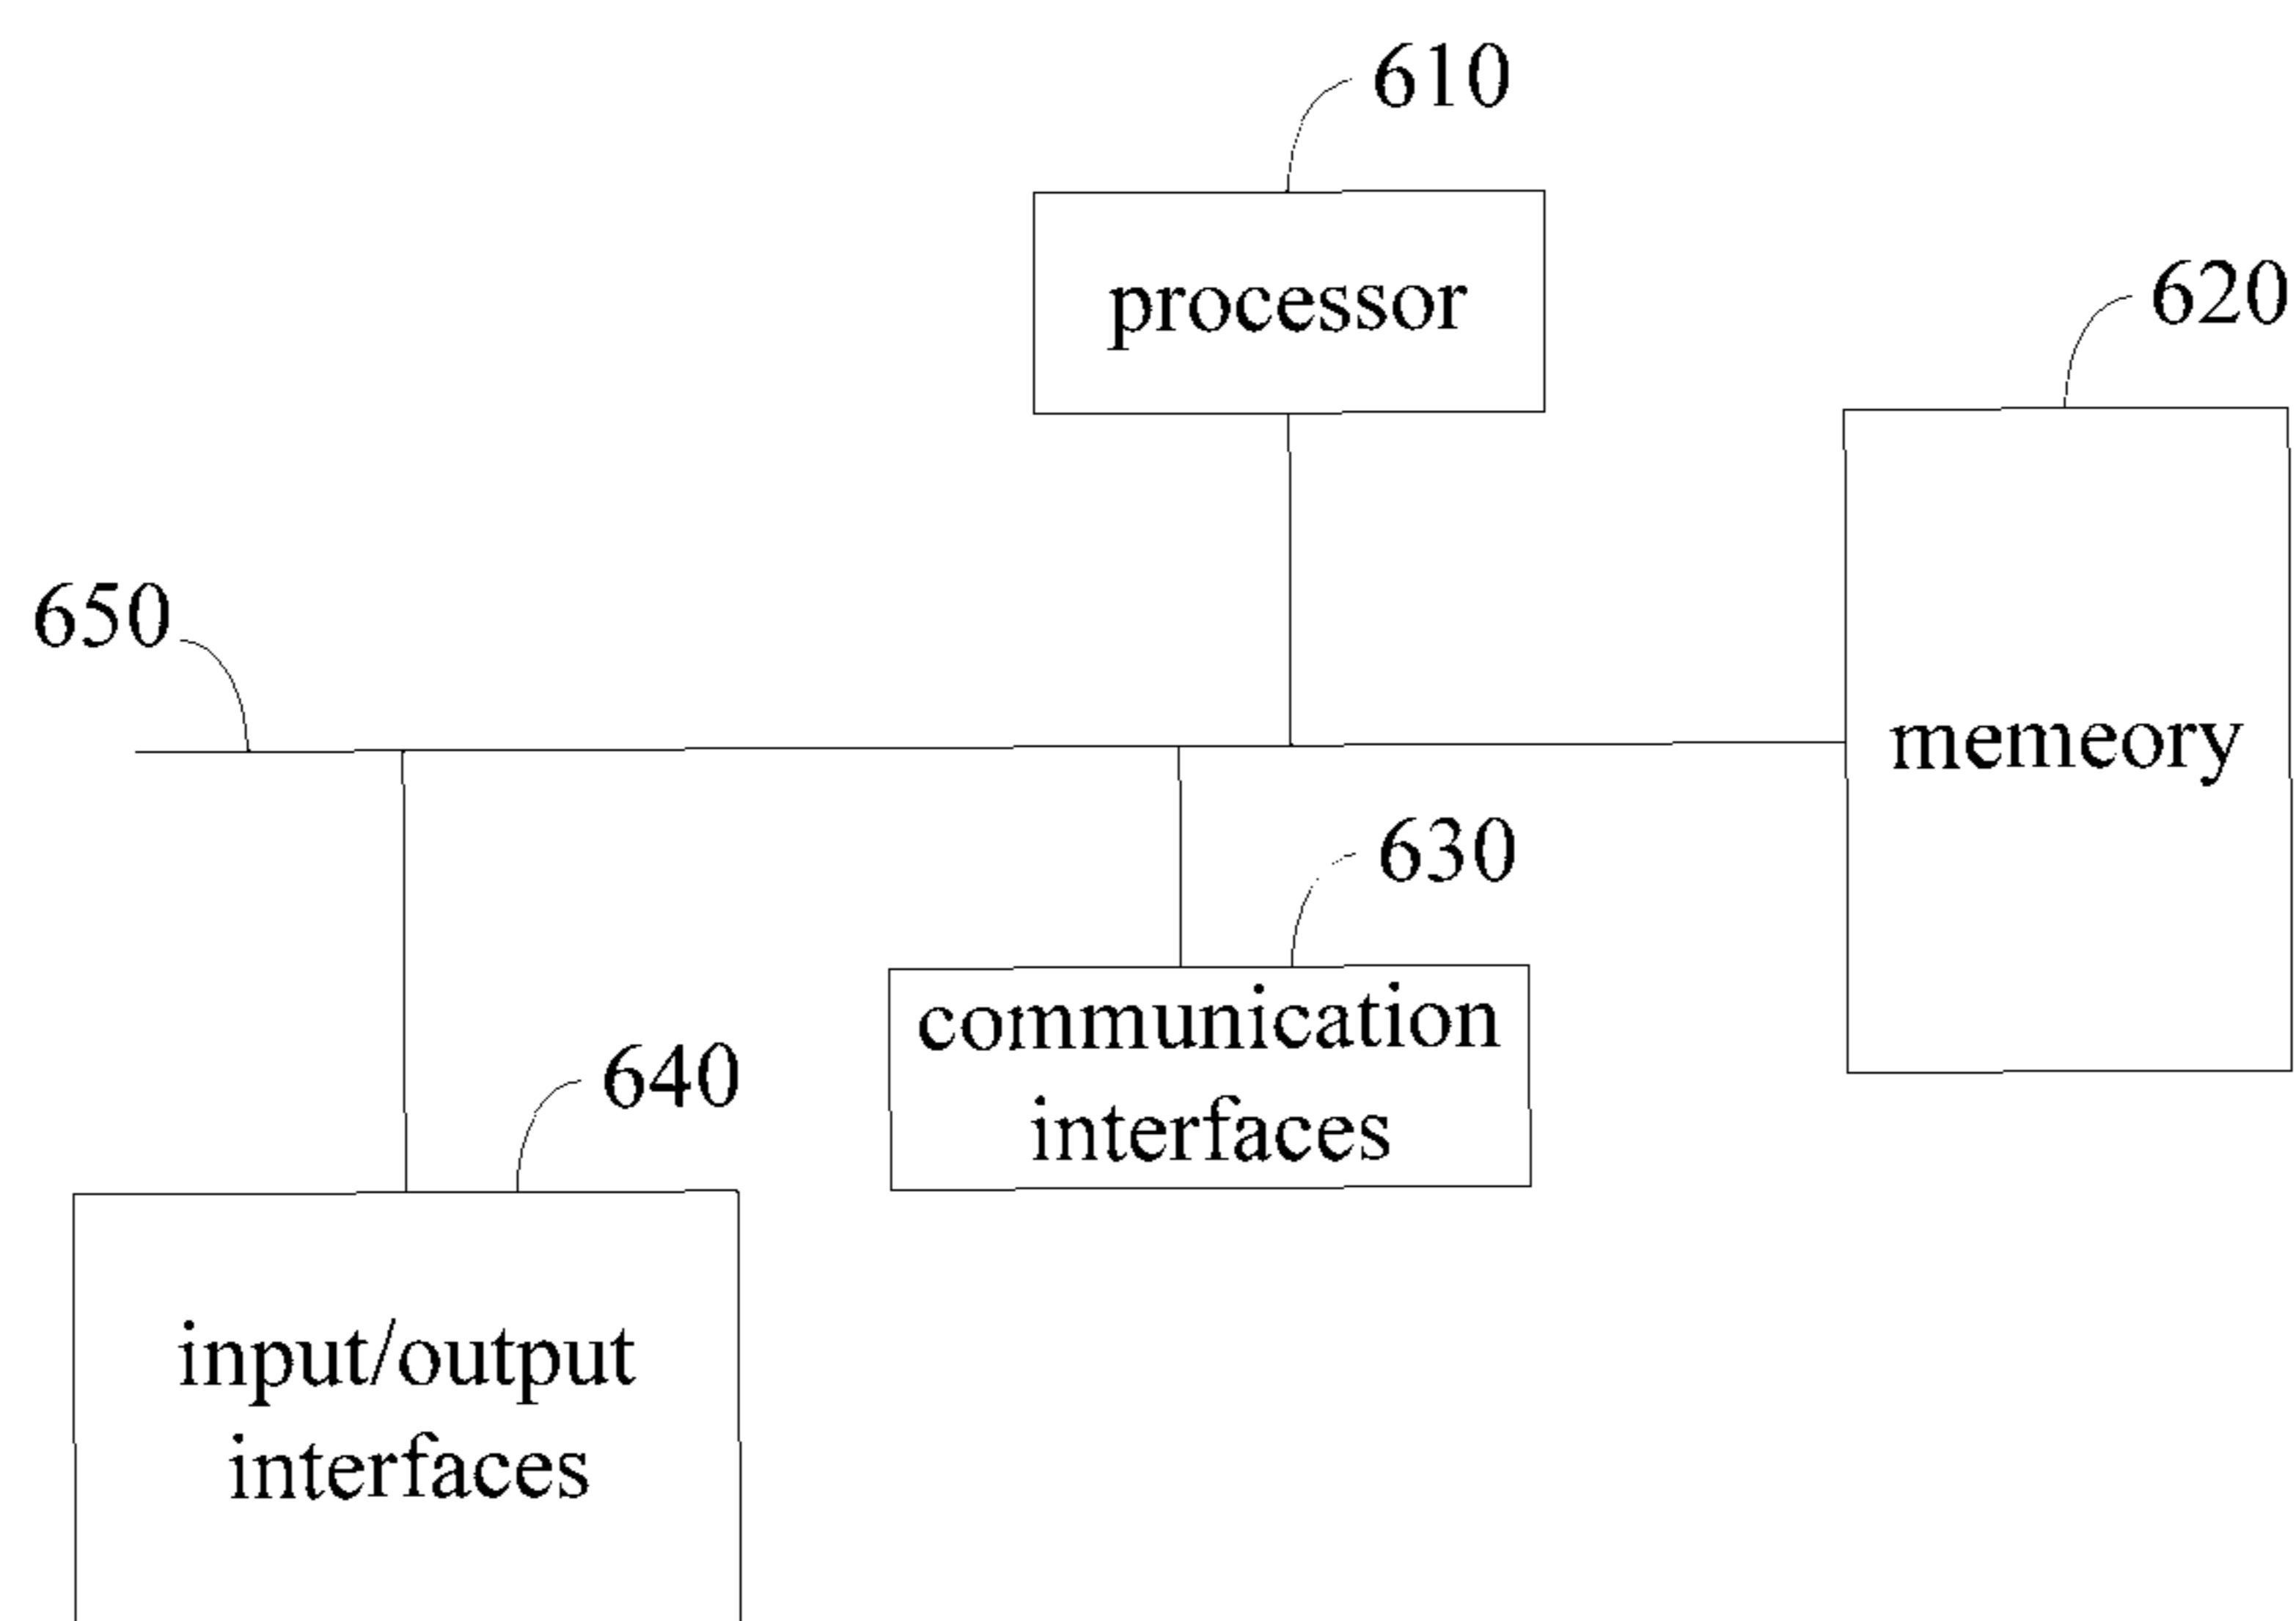 610
processor
620
650
memeory
630
communication
interfaces
640
input/output
interfaces